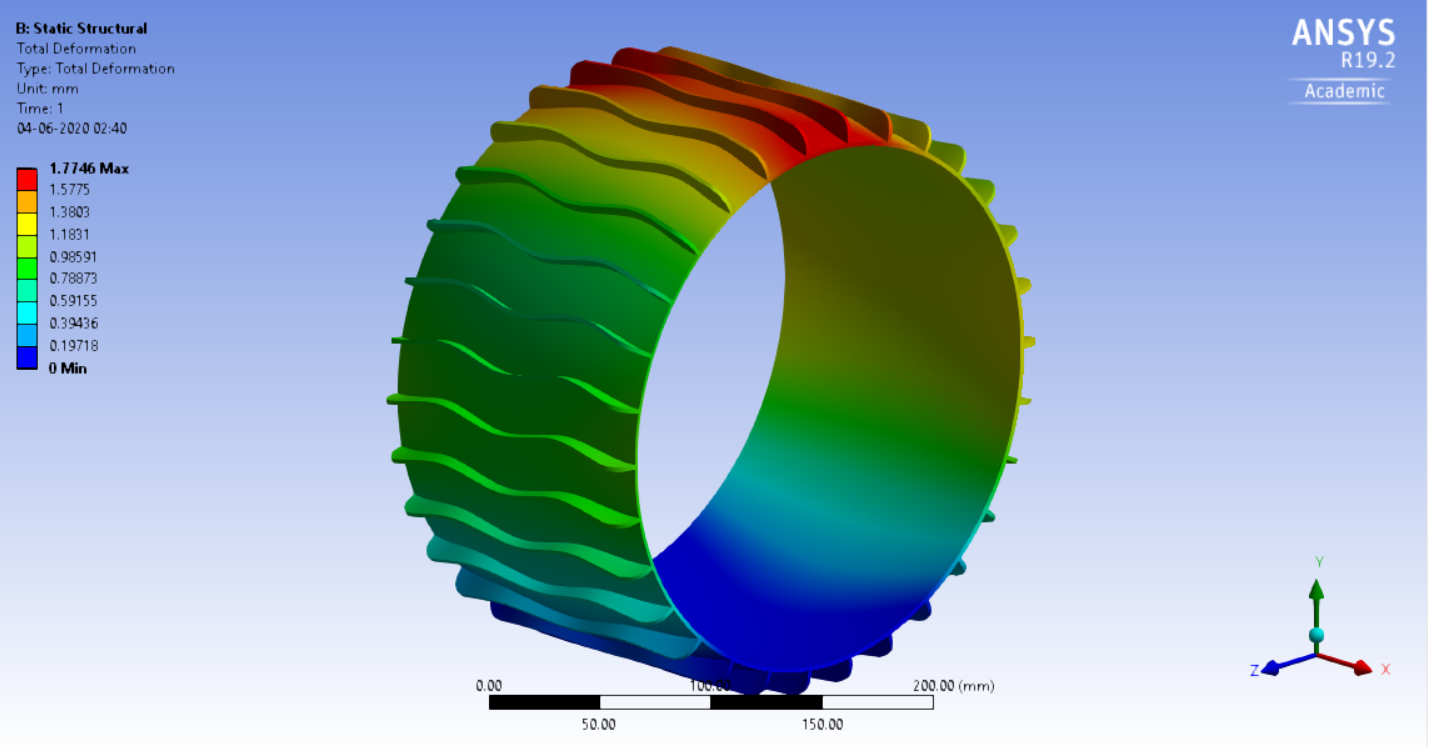 B: Static Structural
Total Deformation
Type: Total Deformation
Unit: mm
Time: 1
04-06-2020 02:40
1.7746 Max
1.5775
1.3803
1.1831
0.98591
0.78873
0.59155
0.39436
0.19718
0 Min
ANSYS
R19.2
Academic
0.00 100.00 200.00 (mm)
50.00 150.00
Y
Z X